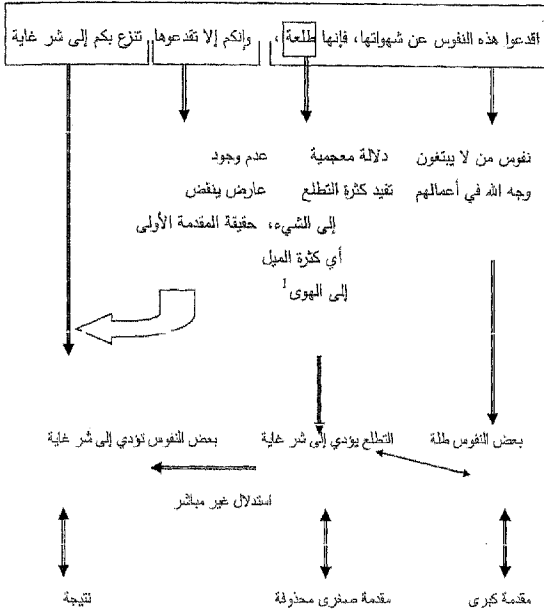 اقدعوا هذه النفوس عن شهواتها، فإنها طلعة ، وإنكم إلا تقدعوها تنزع بكم إلى شر غاية
نفوس من لا يبتغون
وجه الله في أعمالهم
دلالة معجمية
تفيد كثرة التطلع
إلى الشيء،
أي كثرة الميل
إلى الهوى1
عدم وجود
عارض ينقض
حقيقة المقدمة الأولى
بعض النفوس طلة
التطلع يؤدي إلى شر غاية
بعض النفوس تؤدي إلى شر غاية
استدلال غير مباشر
مقدمة كبرى
مقدمة صغرى محذوفة
نتيجة